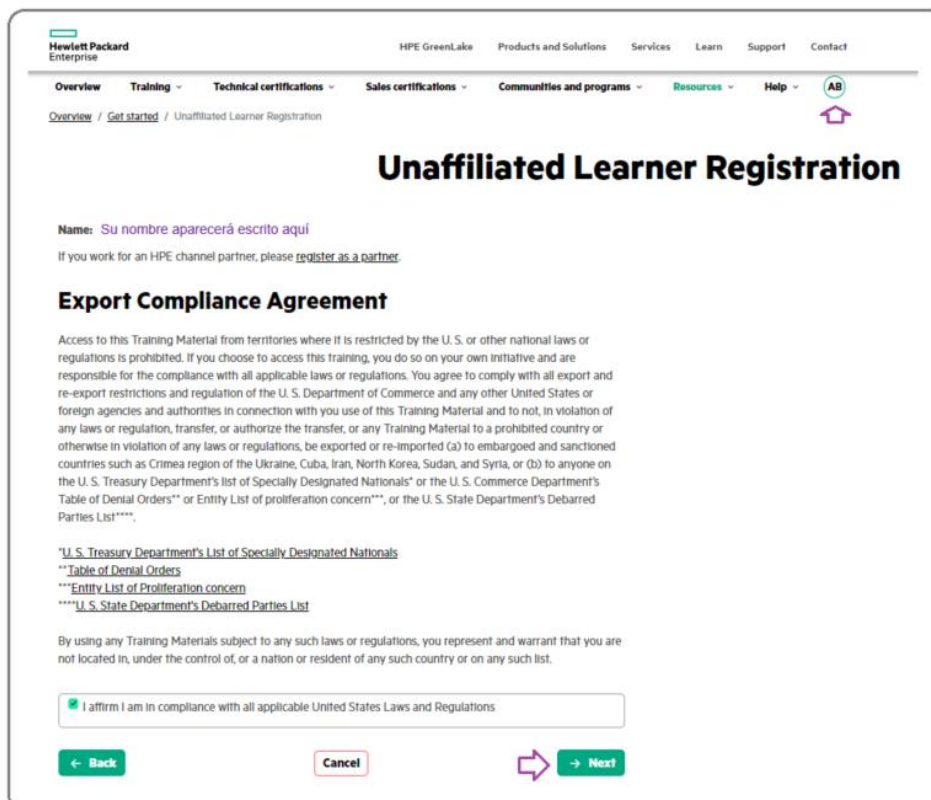 Hewlett Packard
Enterprise
HPE GreenLake Products and Solutions Services Learn Support Contact
Overview Training Technical certifications Sales certifications Communities and programs Resources Help AB
Overview / Get started / Unaffiliated Learner Registration
Unaffiliated Learner Registration
Name: Su nombre aparecerá escrito aquí
If you work for an HPE channel partner, please register as a partner.
Export Compliance Agreement
Access to this Training Material from territories where it is restricted by the U. S. or other national laws or
regulations is prohibited. If you choose to access this training, you do so on your own initiative and are
responsible for the compliance with all applicable laws or regulations. You agree to comply with all export and
re-export restrictions and regulation of the U. S. Department of Commerce and any other United States or
foreign agencies and authorities in connection with you use of this Training Material and to not, in violation of
any laws or regulation, transfer, or authorize the transfer, or any Training Material to a prohibited country or
otherwise in violation of any laws or regulations, be exported or re-imported (a) to embargoed and sanctioned
countries such as Crimea region of the Ukraine, Cuba, Iran, North Korea, Sudan, and Syria, or (b) to anyone on
the U. S. Treasury Department's list of Specially Designated Nationals* or the U. S. Commerce Department's
Table of Denial Orders** or Entity List of proliferation concern***, or the U. S. State Department's Debarred
Parties List****.
*U. S. Treasury Department's List of Specially Designated Nationals
**Table of Denial Orders
***Entity List of Proliferation concern
****U. S. State Department's Debarred Parties List
By using any Training Materials subject to any such laws or regulations, you represent and warrant that you are
not located in, under the control of, or a nation or resident of any such country or on any such list.
I affirm I am in compliance with all applicable United States Laws and Regulations
← Back Cancel → Next